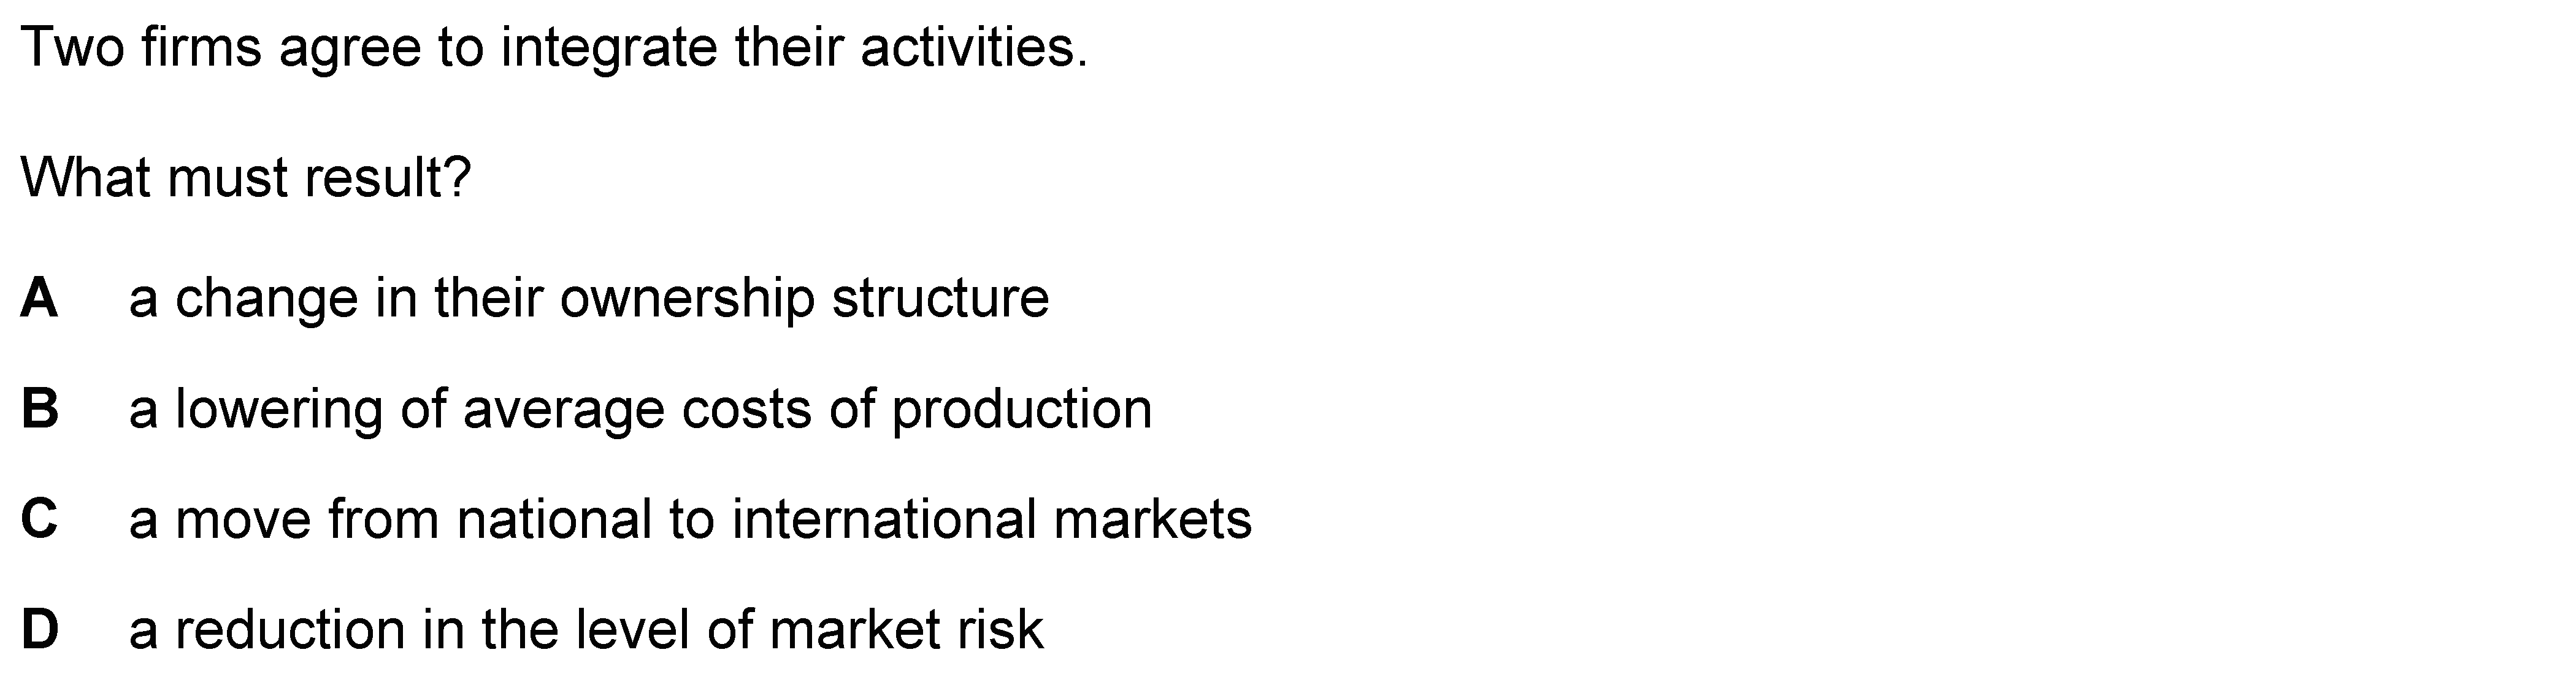 Two firms agree to integrate their activities.
What must result?
A a change in their ownership structure
B a lowering of average costs of production
C a move from national to international markets
D a reduction in the level of market risk